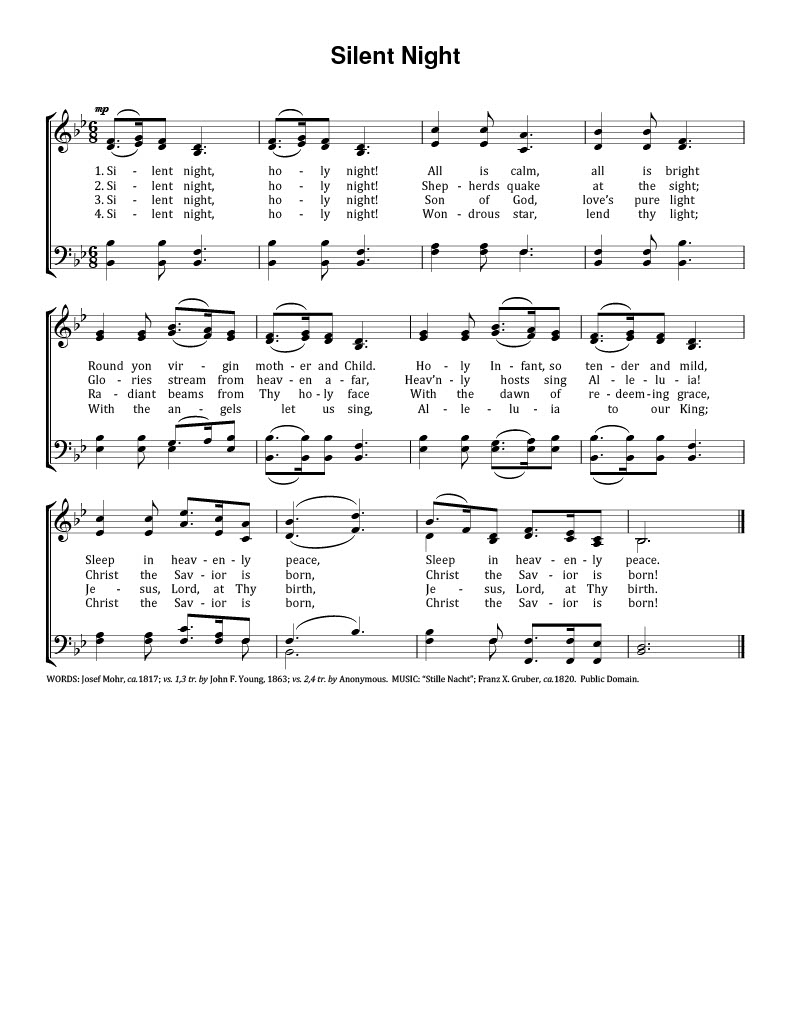 Silent Night
mp
1. Si - lent night, ho - ly night! All is calm, all is bright
2. Si - lent night, ho - ly night! Shep - herds quake at the sight;
3. Si - lent night, ho - ly night! Son of God, love's pure light
4. Si - lent night, ho - ly night! Won - drous star, lend thy light;
Round yon vir - gin moth - er and Child. Ho - ly In - fant, so ten - der and mild,
Glo - ries stream from heav - en a - far, Heav'n - ly hosts sing Al - le - lu - ia!
Ra - diant beams from Thy ho - ly face With the dawn of re - deem - ing grace,
With the an - gels let us sing, Al - le - lu - ia to our King;
Sleep in heav - en - ly peace, Sleep in heav - en - ly peace.
Christ the Sav - ior is born, Christ the Sav - ior is born!
Je - sus, Lord, at Thy birth, Je - sus, Lord, at Thy birth.
Christ the Sav - ior is born, Christ the Sav - ior is born!
WORDS: Josef Mohr, ca.1817; vs. 1,3 tr. by John F. Young, 1863; vs. 2,4 tr. by Anonymous. MUSIC: “Stille Nacht”; Franz X. Gruber, ca.1820. Public Domain.